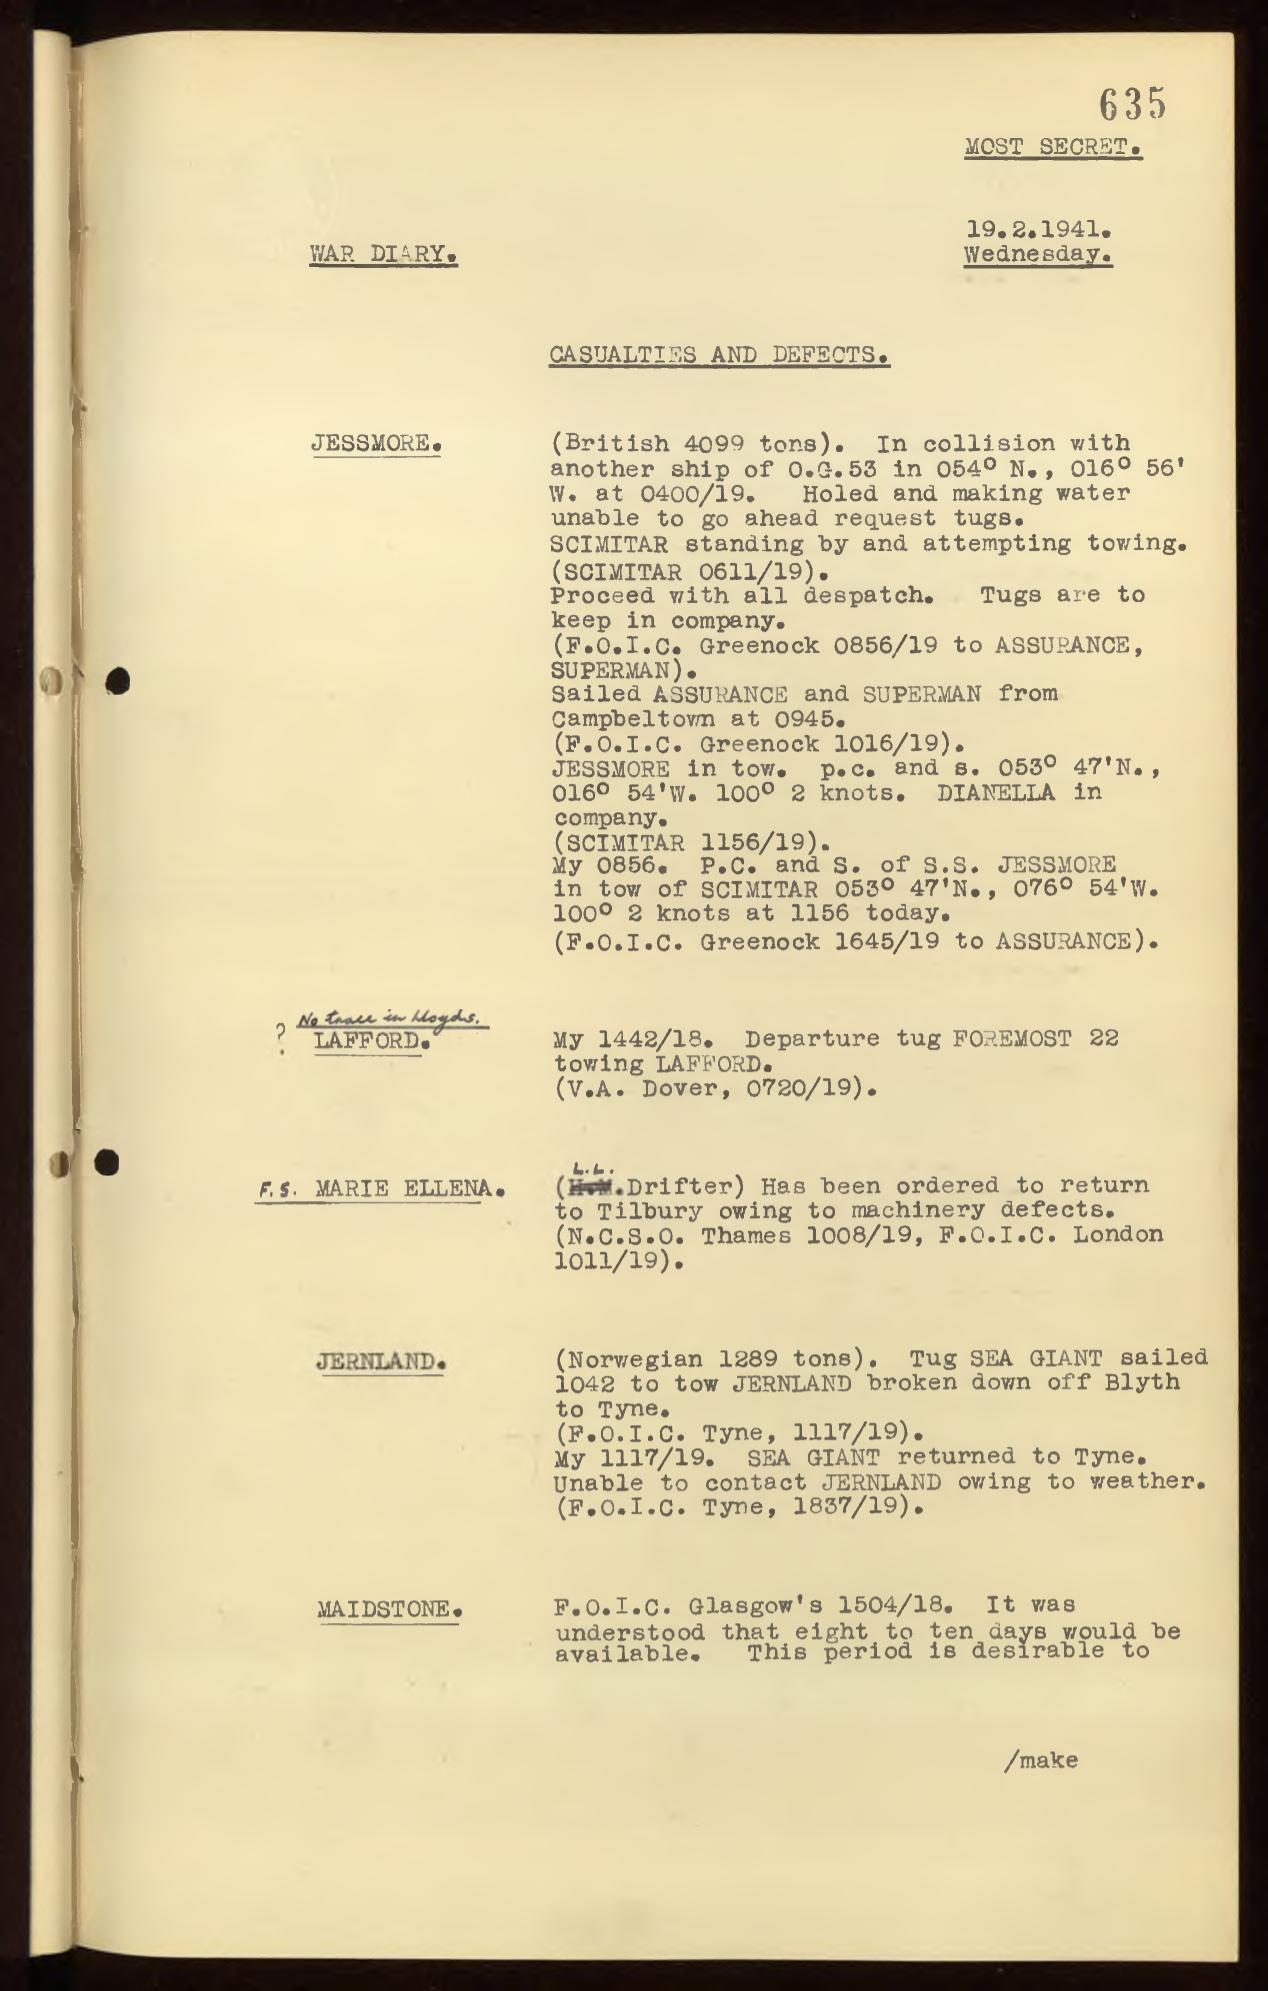 635
MOST SECRET.
19.2.1941.
WAR DIARY.
Wednesday.
CASUALTIES AND DEFECTS.
JESSMORE.
(British 4099 tons). In collision with
another ship of O.G.53 in 054° N., 016° 56'
W. at 0400/19. Holed and making water
unable to go ahead request tugs.
SCIMITAR standing by and attempting towing.
(SCIMITAR 0611/19).
Proceed with all despatch. Tugs are to
keep in company.
(F.O.I.C. Greenock 0856/19 to ASSURANCE,
SUPERMAN).
Sailed ASSURANCE and SUPERMAN from
Campbeltown at 0945.
(F.O.I.C. Greenock 1016/19).
JESSMORE in tow. p.c. and s. 053° 47'N.,
016° 54'W. 100° 2 knots. DIANELLA in
company.
(SCIMITAR 1156/19).
My 0856. P.C. and S. of S.S. JESSMORE
in tow of SCIMITAR 053° 47'N., 076° 54'W.
100° 2 knots at 1156 today.
(F.O.I.C. Greenock 1645/19 to ASSURANCE).
No trace in Lloyds.
? LAFFORD.
My 1442/18. Departure tug FOREMOST 22
towing LAFFORD.
(V.A. Dover, 0720/19).
F.S. MARIE ELLENA.
L.L.
(H.M.Drifter) Has been ordered to return
to Tilbury owing to machinery defects.
(N.C.S.O. Thames 1008/19, F.O.I.C. London
1011/19).
JERNLAND.
(Norwegian 1289 tons). Tug SEA GIANT sailed
1042 to tow JERNLAND broken down off Blyth
to Tyne.
(F.O.I.C. Tyne, 1117/19).
My 1117/19. SEA GIANT returned to Tyne.
Unable to contact JERNLAND owing to weather.
(F.O.I.C. Tyne, 1837/19).
MAIDSTONE.
F.O.I.C. Glasgow's 1504/18. It was
understood that eight to ten days would be
available. This period is desirable to
/make